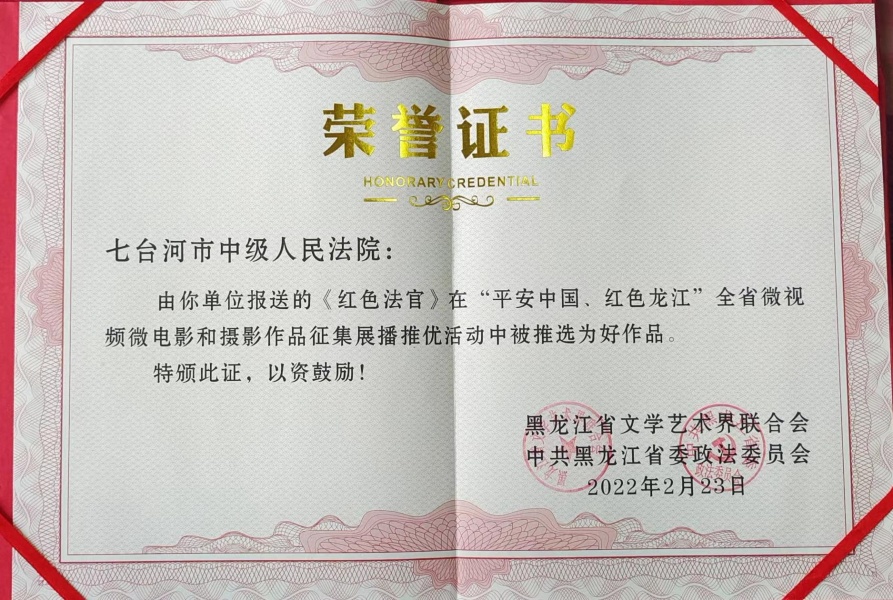 荣誉证书
HONORARY CREDENTIAL
七台河市中级人民法院：
由你单位报送的《红色法官》在“平安中国、红色龙江”全省微视
频微电影和摄影作品征集展播推优活动中被推选为好作品。
特颁此证，以资鼓励！
黑龙江省文学艺术界联合会
中共黑龙江省委政法委员会
2022年2月23日